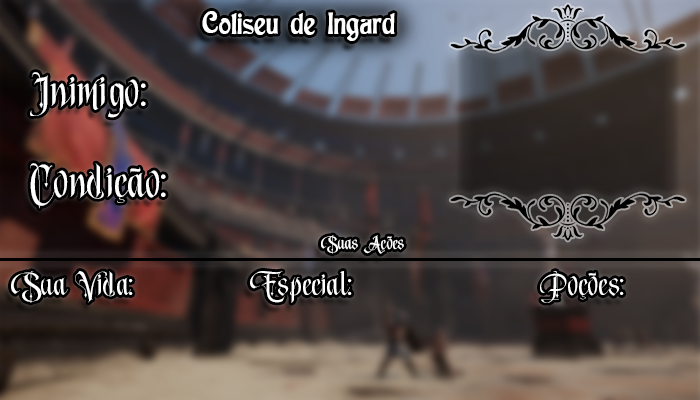 Coliseu de Ingard
Inimigo:
Condição:
Suas Ações
Sua Vida:
Especial:
Poções: